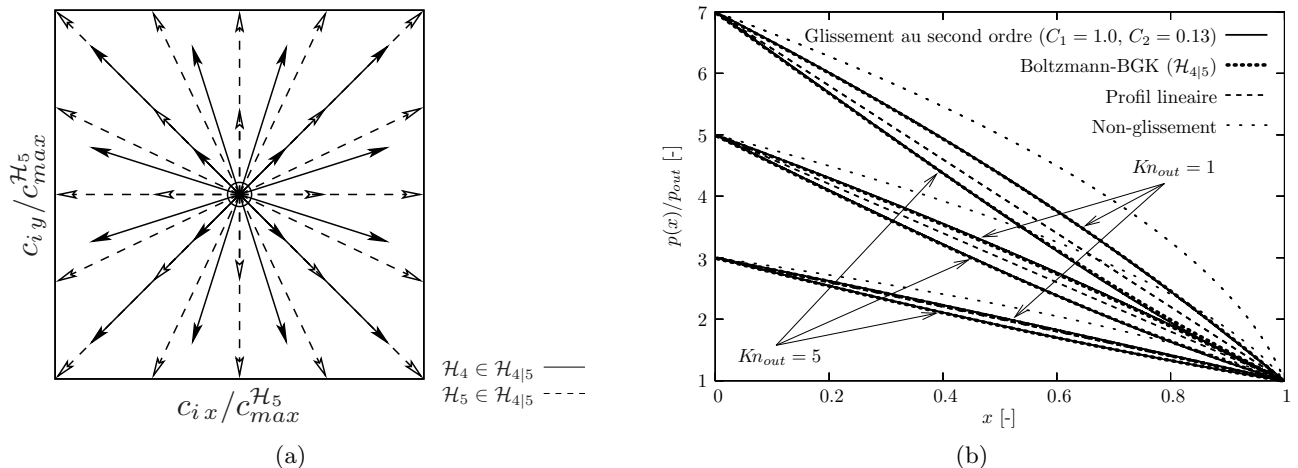 c_{i y}/c_{max}^{\mathcal{H}_5}
c_{i x}/c_{max}^{\mathcal{H}_5}
\mathcal{H}_4 ∈ \mathcal{H}_{4|5}
\mathcal{H}_5 ∈ \mathcal{H}_{4|5}
(a)
7
6
5
4
3
2
1
p(x)/p_{out} [-]
Glissement au second ordre (C_1 = 1.0, C_2 = 0.13)
Boltzmann-BGK (\mathcal{H}_{4|5})
Profil lineaire
Non-glissement
Kn_{out} = 1
Kn_{out} = 5
0
0.2
0.4
0.6
0.8
1
x [-]
(b)